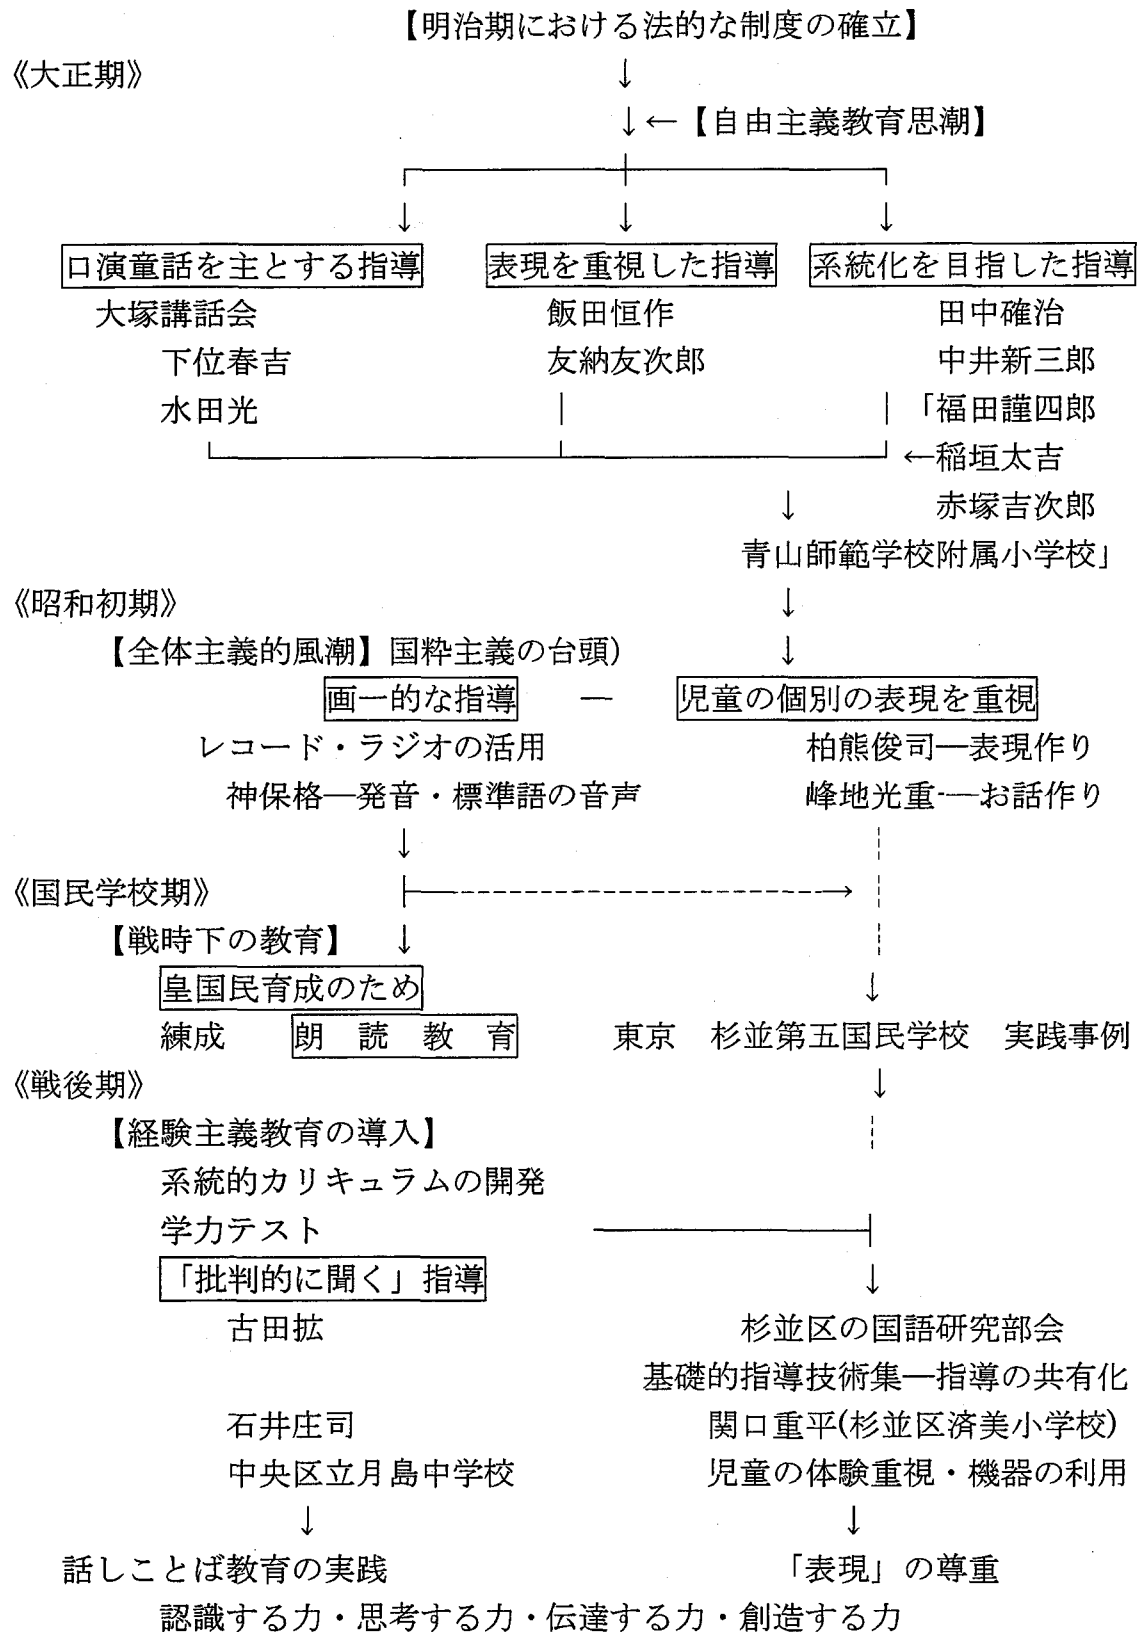 【明治期における法的な制度の確立】
《大正期》 ↓
↓←【自由主義教育思潮】
↓ ↓ ↓
口演童話を主とする指導 表現を重視した指導 系統化を目指した指導
大塚講話会 飯田恒作 田中確治
下位春吉 友納友次郎 中井新三郎
水田光 「福田謹四郎
←稲垣太吉
↓ 赤塚吉次郎
青山師範学校附属小学校」
《昭和初期》 ↓
【全体主義的風潮】国粋主義の台頭) ↓
画一的な指導 ― 児童の個別の表現を重視
レコード・ラジオの活用 柏熊俊司―表現作り
神保格―発音・標準語の音声 峰地光重―お話作り
↓
《国民学校期》 →
【戦時下の教育】 ↓
皇国民育成のため ↓
練成 朗読教育 東京 杉並第五国民学校 実践事例
《戦後期》 ↓
【経験主義教育の導入】
系統的カリキュラムの開発
学力テスト
「批判的に聞く」指導 ↓
古田拡 杉並区の国語研究部会
基礎的指導技術集―指導の共有化
石井庄司 関口重平(杉並区済美小学校)
中央区立月島中学校 児童の体験重視・機器の利用
↓ ↓
話しことば教育の実践 「表現」の尊重
認識する力・思考する力・伝達する力・創造する力